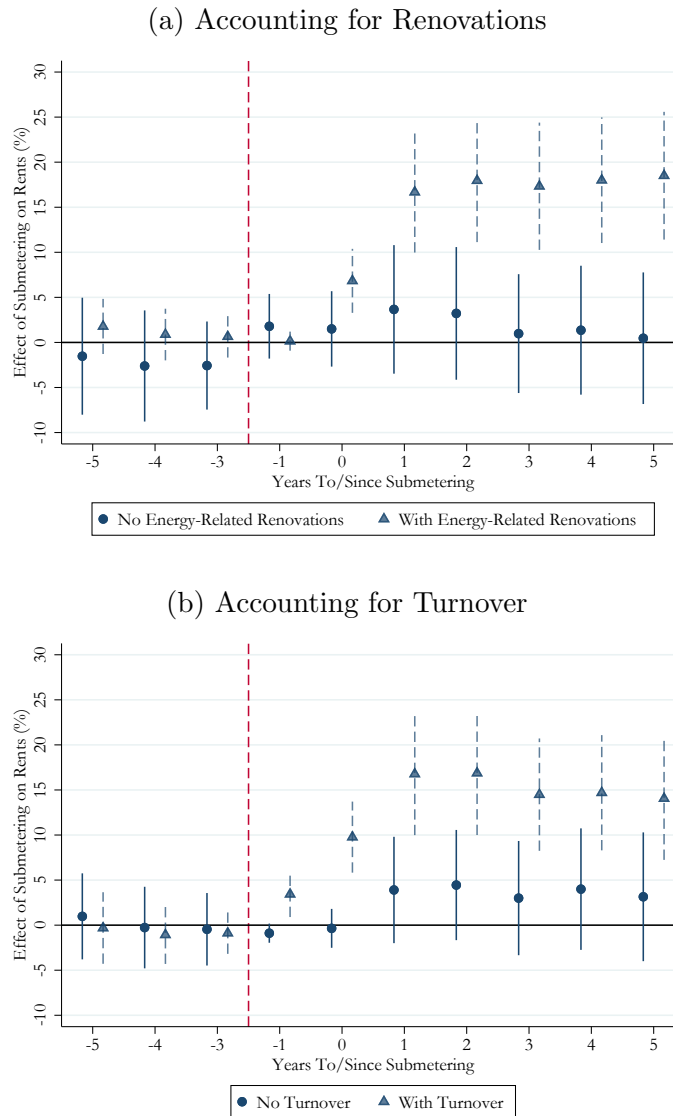 (a) Accounting for Renovations
Effect of Submetering on Rents (%)
30
25
20
15
10
5
0
-5
-10
-5 -4 -3 -1 0 1 2 3 4 5
Years To/Since Submetering
No Energy-Related Renovations With Energy-Related Renovations
(b) Accounting for Turnover
Effect of Submetering on Rents (%)
30
25
20
15
10
5
0
-5
-10
-5 -4 -3 -1 0 1 2 3 4 5
Years To/Since Submetering
No Turnover With Turnover